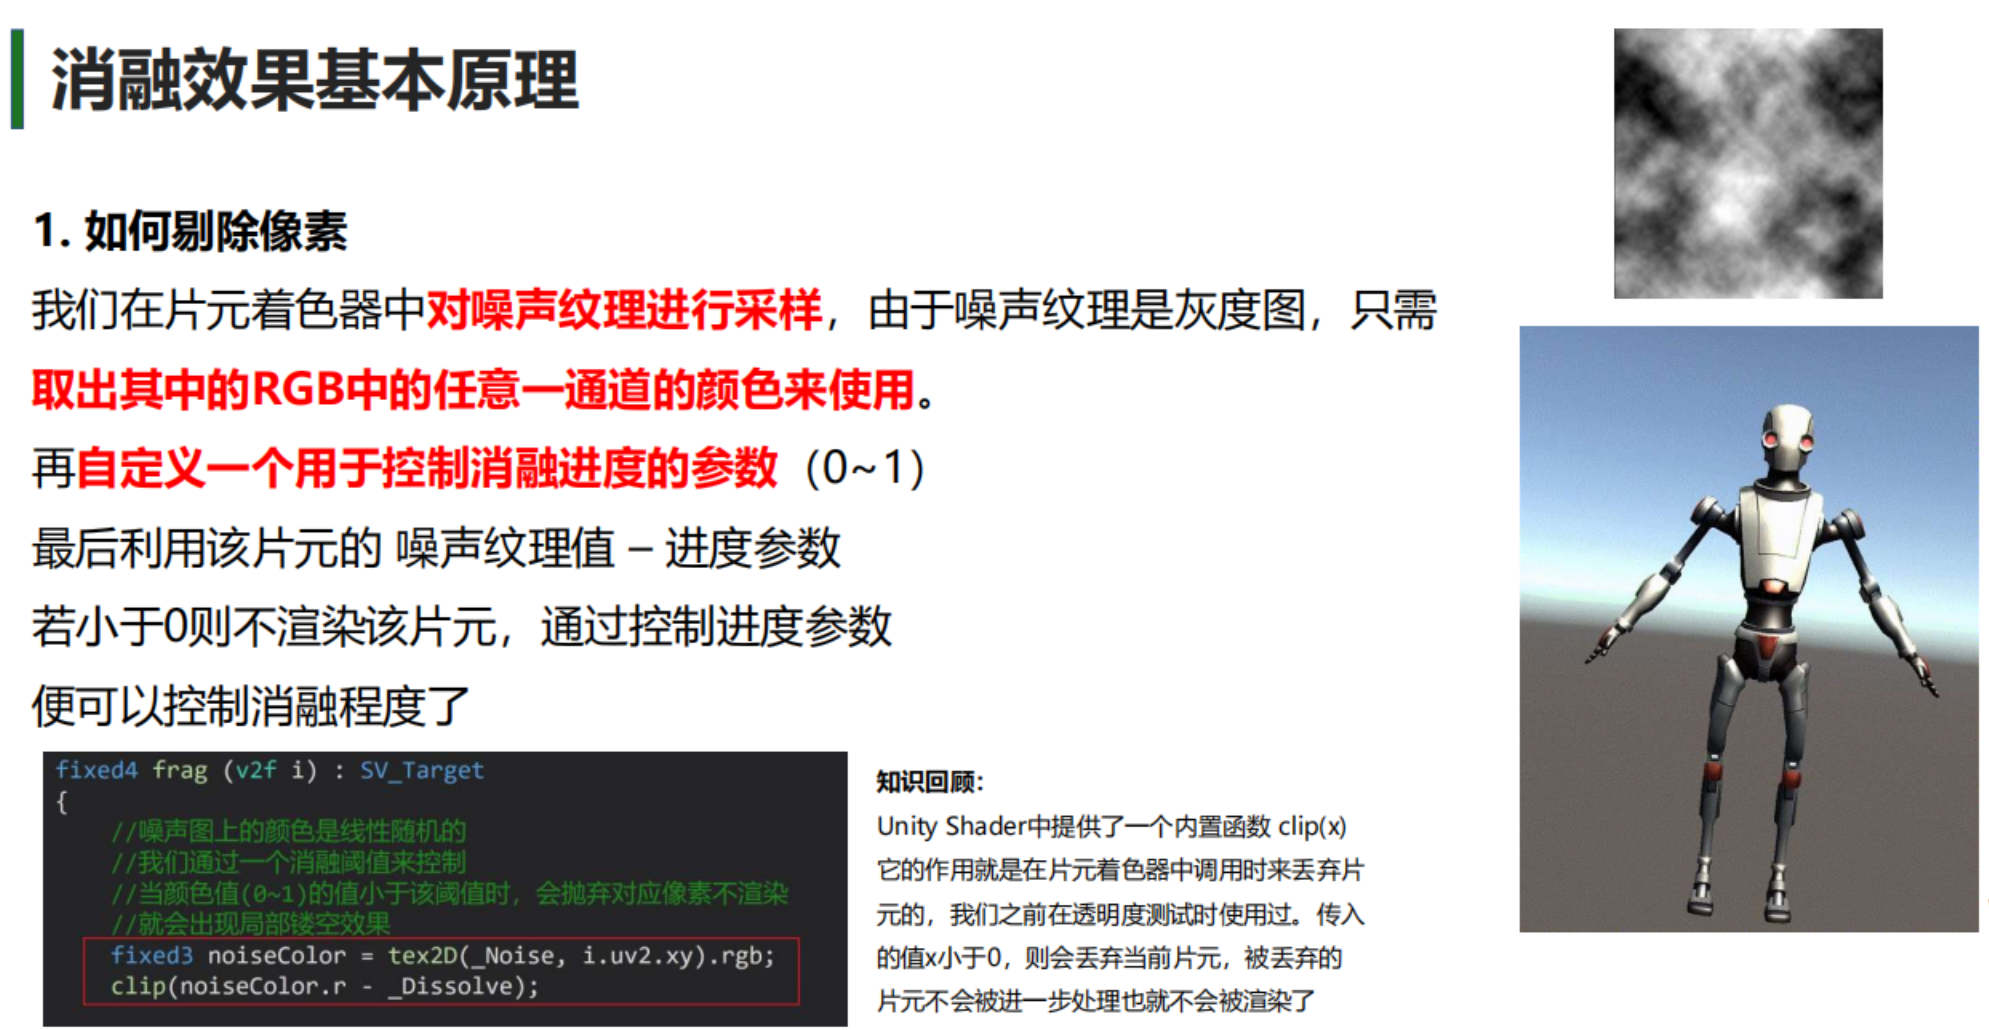 消融效果基本原理
1. 如何剔除像素
我们在片元着色器中对噪声纹理进行采样，由于噪声纹理是灰度图，只需
取出其中的RGB中的任意一通道的颜色来使用。
再自定义一个用于控制消融进度的参数（0~1）
最后利用该片元的 噪声纹理值 – 进度参数
若小于0则不渲染该片元，通过控制进度参数
便可以控制消融程度了
fixed4 frag (v2f i) : SV_Target
{
//噪声图上的颜色是线性随机的
//我们通过一个消融阈值来控制
//当颜色值(0~1)的值小于该阈值时，会抛弃对应像素不渲染
//就会出现局部镂空效果
fixed3 noiseColor = tex2D(_Noise, i.uv2.xy).rgb;
clip(noiseColor.r - _Dissolve);
知识回顾：
Unity Shader中提供了一个内置函数 clip(x)
它的作用就是在片元着色器中调用时来丢弃片
元的，我们之前在透明度测试时使用过。传入
的值x小于0，则会丢弃当前片元，被丢弃的
片元不会被进一步处理也就不会被渲染了